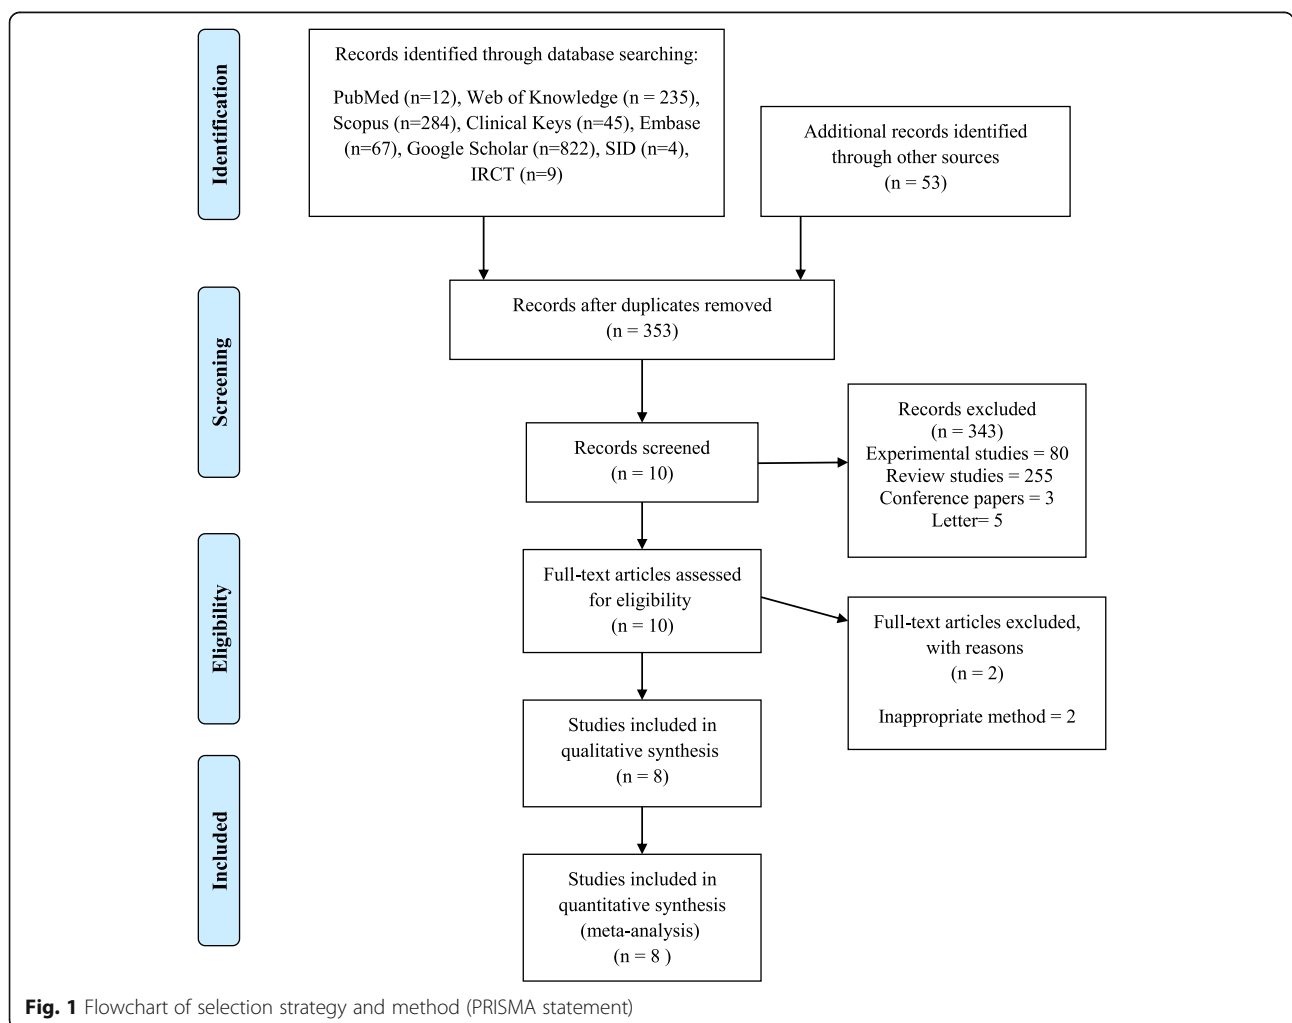 Identification
Records identified through database searching:
PubMed (n=12), Web of Knowledge (n = 235),
Scopus (n=284), Clinical Keys (n=45), Embase
(n=67), Google Scholar (n=822), SID (n=4),
IRCT (n=9)
Additional records identified
through other sources
(n = 53)
Screening
Records after duplicates removed
(n = 353)
Records screened
(n = 10)
Records excluded
(n = 343)
Experimental studies = 80
Review studies = 255
Conference papers = 3
Letter= 5
Eligibility
Full-text articles assessed
for eligibility
(n = 10)
Full-text articles excluded,
with reasons
(n = 2)
Inappropriate method = 2
Studies included in
qualitative synthesis
(n = 8)
Included
Studies included in
quantitative synthesis
(meta-analysis)
(n = 8 )
Fig. 1 Flowchart of selection strategy and method (PRISMA statement)